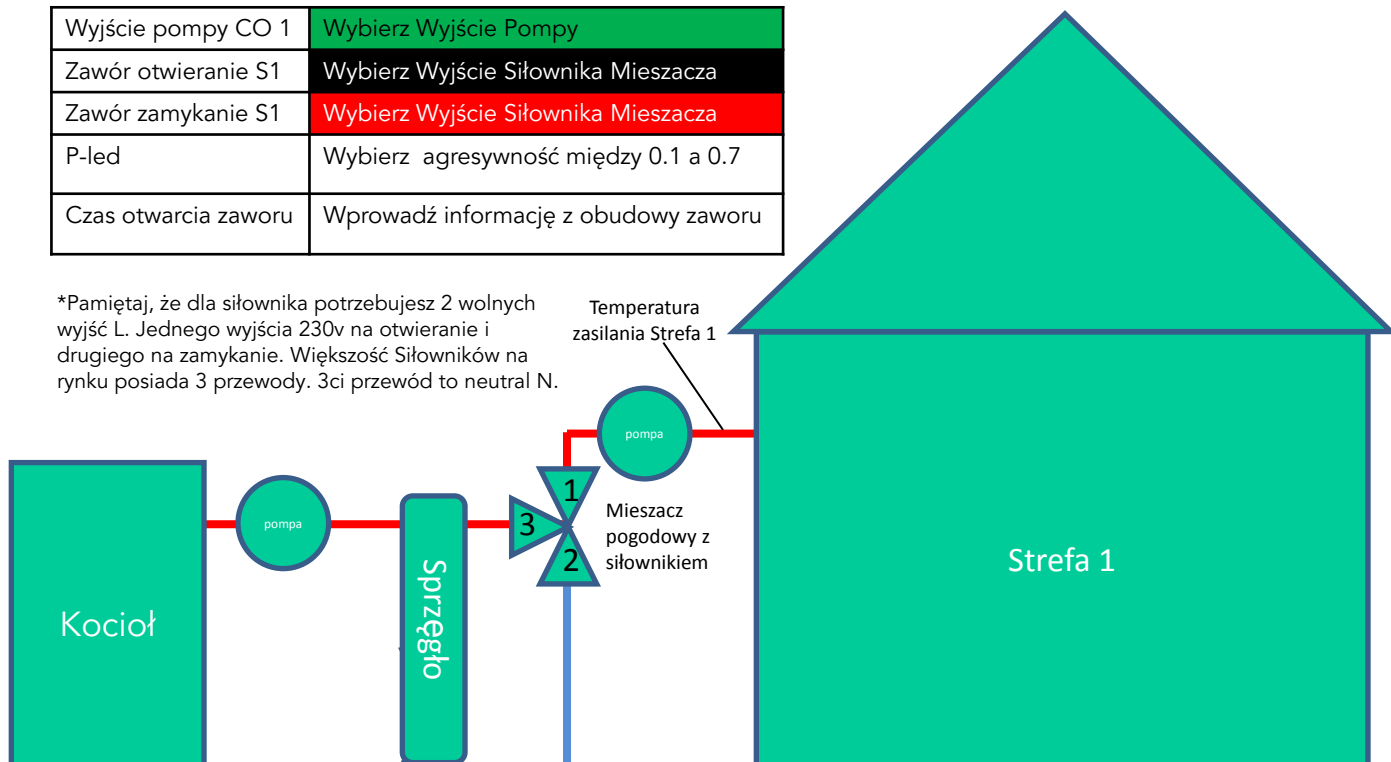 Wyjście pompy CO 1 Wybierz Wyjście Pompy
Zawór otwieranie S1 Wybierz Wyjście Siłownika Mieszacza
Zawór zamykanie S1 Wybierz Wyjście Siłownika Mieszacza
P-led Wybierz agresywność między 0.1 a 0.7
Czas otwarcia zaworu Wprowadź informację z obudowy zaworu
*Pamiętaj, że dla siłownika potrzebujesz 2 wolnych
wyjść L. Jednego wyjścia 230v na otwieranie i
drugiego na zamykanie. Większość Siłowników na
rynku posiada 3 przewody. 3ci przewód to neutral N.
Temperatura
zasilania Strefa 1
pompa
pompa
1
3
2
Mieszacz
pogodowy z
siłownikiem
Sprzęgło
Kocioł
Strefa 1